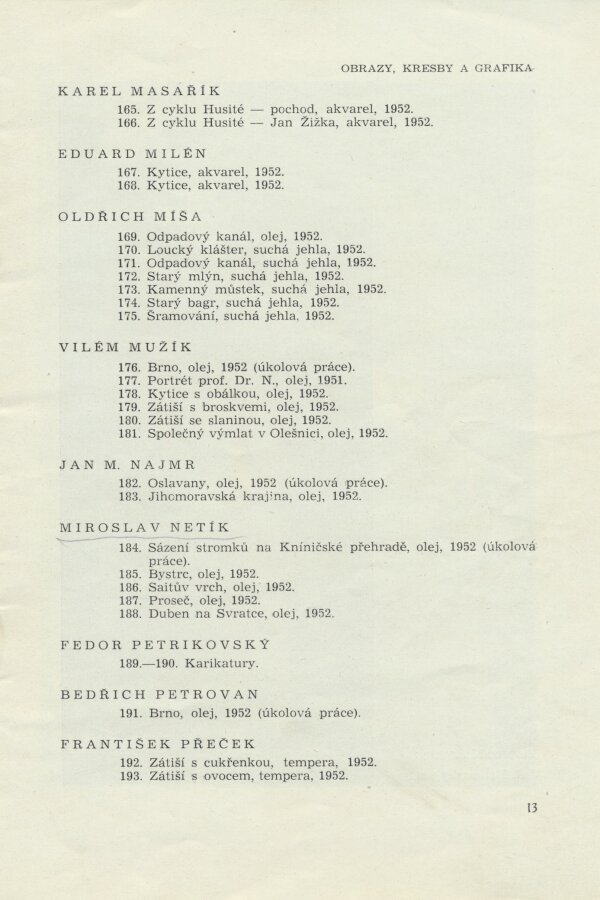 OBRAZY, KRESBY A GRAFIKA
KAREL MASAŘÍK
165. Z cyklu Husité — pochod, akvarel, 1952.
166. Z cyklu Husité — Jan Žižka, akvarel, 1952.
EDUARD MILÉN
167. Kytice, akvarel, 1952.
168. Kytice, akvarel, 1952.
OLDŘICH MÍŠA
169. Odpadový kanál, olej, 1952.
170. Loucký klášter, suchá jehla, 1952.
171. Odpadový kanál, suchá jehla, 1952.
172. Starý mlýn, suchá jehla, 1952.
173. Kamenný můstek, suchá jehla, 1952.
174. Starý bagr, suchá jehla, 1952.
175. Šramování, suchá jehla, 1952.
VILÉM MUŽÍK
176. Brno, olej, 1952 (úkolová práce).
177. Portrét prof. Dr. N., olej, 1951.
178. Kytice s obálkou, olej, 1952.
179. Zátiší s broskvemi, olej, 1952.
180. Zátiší se slaninou, olej, 1952.
181. Společný výmlat v Olešnici, olej, 1952.
JAN M. NAJMR
182. Oslavany, olej, 1952 (úkolová práce).
183. Jihomoravská krajina, olej, 1952.
MIROSLAV NETÍK
184. Sázení stromků na Kníničské přehradě, olej, 1952 (úkolová
práce).
185. Bystrc, olej, 1952.
186. Saitův vrch, olej, 1952.
187. Proseč, olej, 1952.
188. Duben na Svratce, olej, 1952.
FEDOR PETRIKOVSKÝ
189.—190. Karikatury.
BEDŘICH PETROVAN
191. Brno, olej, 1952 (úkolová práce).
FRANTIŠEK PŘEČEK
192. Zátiší s cukřenkou, tempera, 1952.
193. Zátiší s ovocem, tempera, 1952.
13